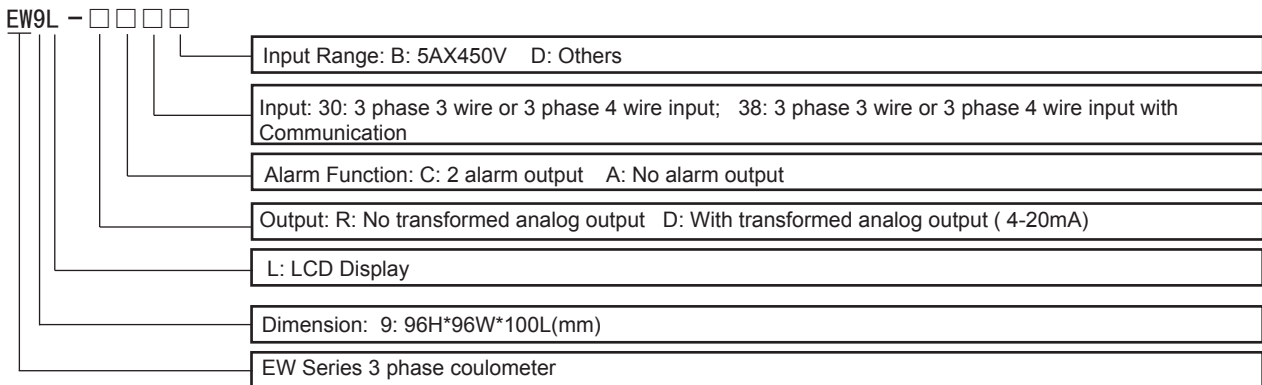 EW9L - □ □ □ □
Input Range: B: 5AX450V D: Others
Input: 30: 3 phase 3 wire or 3 phase 4 wire input; 38: 3 phase 3 wire or 3 phase 4 wire input with
Communication
Alarm Function: C: 2 alarm output A: No alarm output
Output: R: No transformed analog output D: With transformed analog output ( 4-20mA)
L: LCD Display
Dimension: 9: 96H*96W*100L(mm)
EW Series 3 phase coulometer